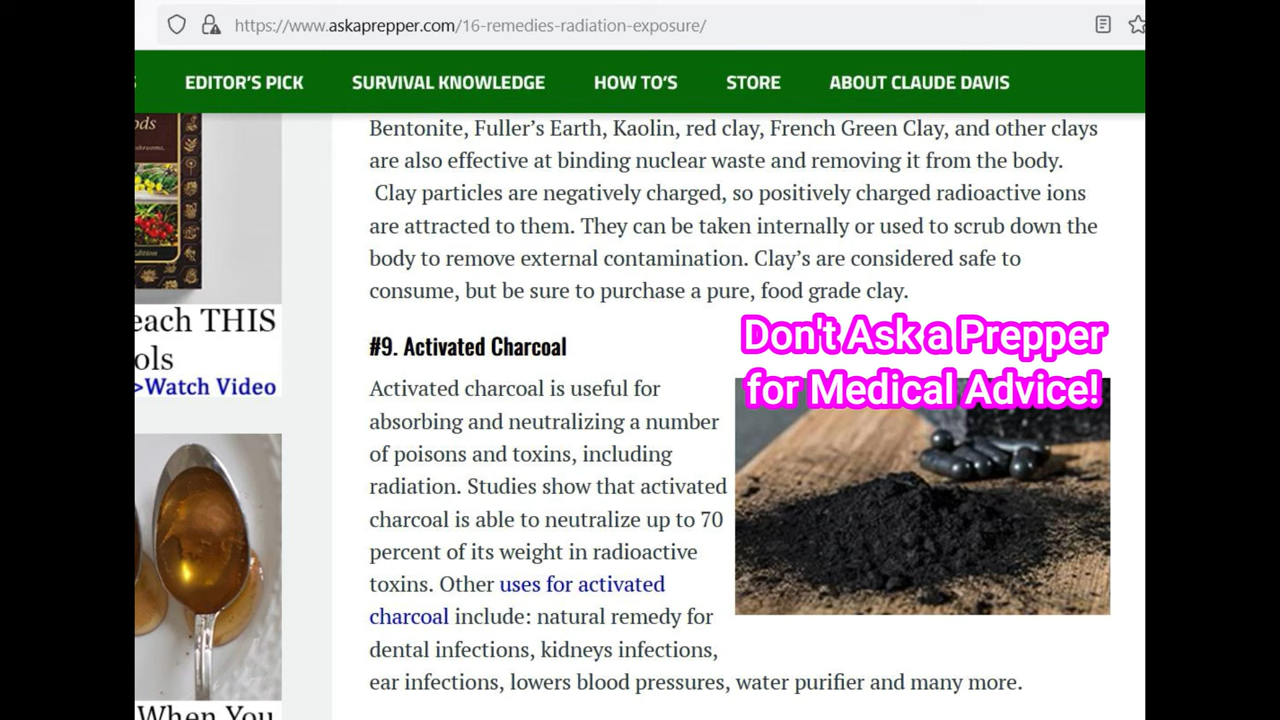 https://www.askaprepper.com/16-remedies-radiation-exposure/
EDITOR'S PICK SURVIVAL KNOWLEDGE HOW TO'S STORE ABOUT CLAUDE DAVIS
Bentonite, Fuller's Earth, Kaolin, red clay, French Green Clay, and other clays
are also effective at binding nuclear waste and removing it from the body.
Clay particles are negatively charged, so positively charged radioactive ions
are attracted to them. They can be taken internally or used to scrub down the
body to remove external contamination. Clay's are considered safe to
consume, but be sure to purchase a pure, food grade clay.
#9. Activated Charcoal
Don't Ask a Prepper
for Medical Advice!
Activated charcoal is useful for
absorbing and neutralizing a number
of poisons and toxins, including
radiation. Studies show that activated
charcoal is able to neutralize up to 70
percent of its weight in radioactive
toxins. Other uses for activated
charcoal include: natural remedy for
dental infections, kidneys infections,
ear infections, lowers blood pressures, water purifier and many more.
each THIS
ols
>Watch Video
When You